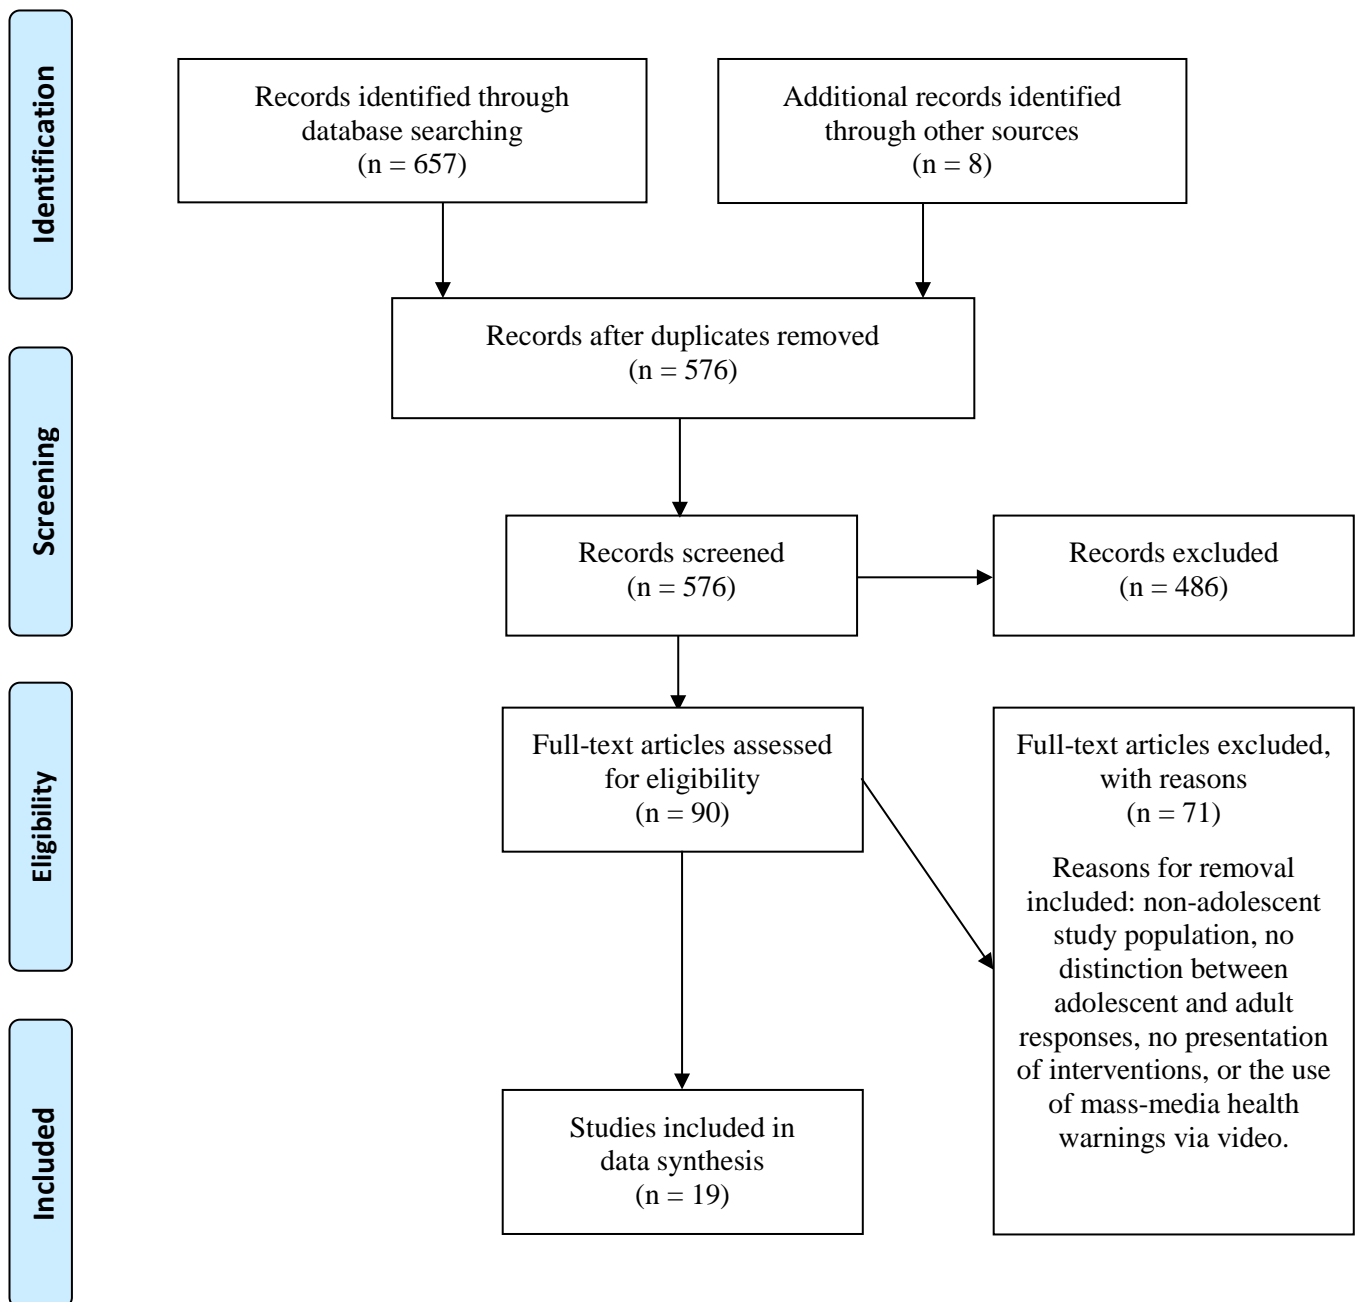 Identification
Records identified through
database searching
(n = 657)
Additional records identified
through other sources
(n = 8)
Records after duplicates removed
(n = 576)
Screening
Records screened
(n = 576)
Records excluded
(n = 486)
Eligibility
Full-text articles assessed
for eligibility
(n = 90)
Full-text articles excluded,
with reasons
(n = 71)
Reasons for removal
included: non-adolescent
study population, no
distinction between
adolescent and adult
responses, no presentation
of interventions, or the use
of mass-media health
warnings via video.
Included
Studies included in
data synthesis
(n = 19)